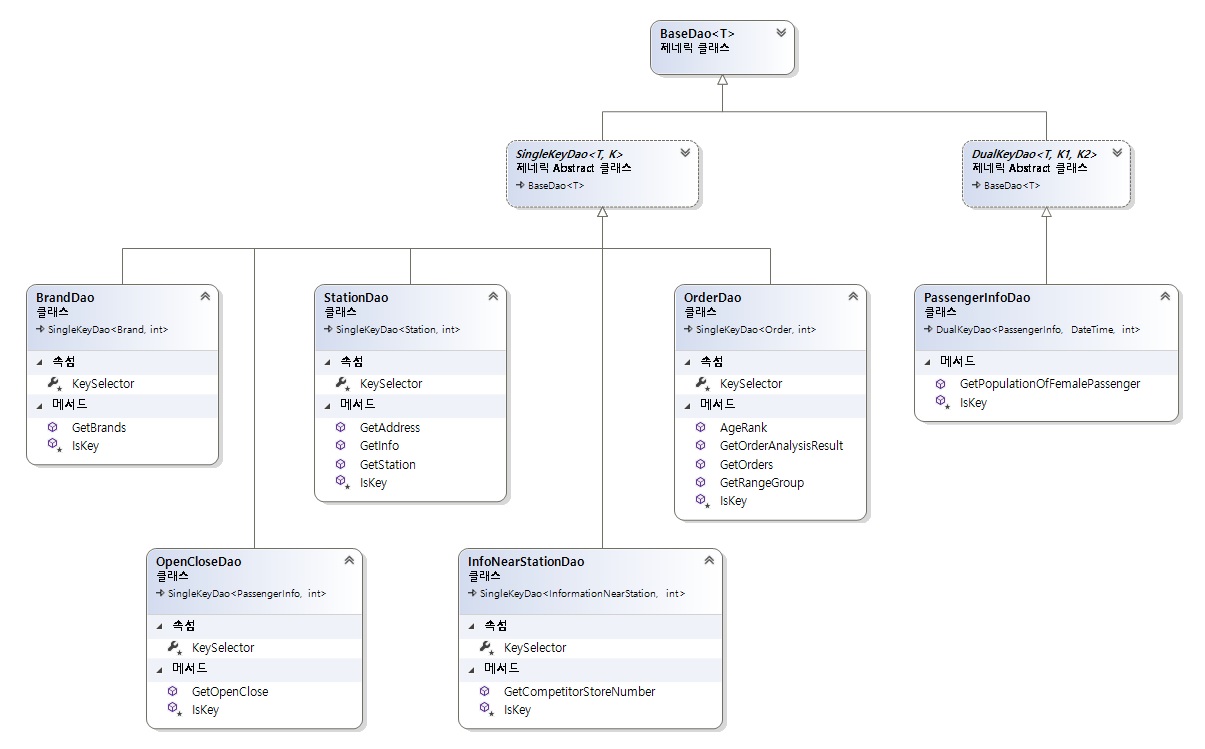 BaseDao<T>
제네릭 클래스
SingleKeyDao<T, K>
제네릭 Abstract 클래스
BaseDao<T>
DualKeyDao<T, K1, K2>
제네릭 Abstract 클래스
BaseDao<T>
BrandDao
클래스
SingleKeyDao<Brand, int>
속성
KeySelector
메서드
GetBrands
IsKey
StationDao
클래스
SingleKeyDao<Station, int>
속성
KeySelector
메서드
GetAddress
GetInfo
GetStation
IsKey
OrderDao
클래스
SingleKeyDao<Order, int>
속성
KeySelector
메서드
AgeRank
GetOrderAnalysisResult
GetOrders
GetRangeGroup
IsKey
PassengerInfoDao
클래스
DualKeyDao<PassengerInfo, DateTime, int>
메서드
GetPopulationOfFemalePassenger
IsKey
OpenCloseDao
클래스
SingleKeyDao<PassengerInfo, int>
속성
KeySelector
메서드
GetOpenClose
IsKey
InfoNearStationDao
클래스
SingleKeyDao<InformationNearStation, int>
속성
KeySelector
메서드
GetCompetitorStoreNumber
IsKey